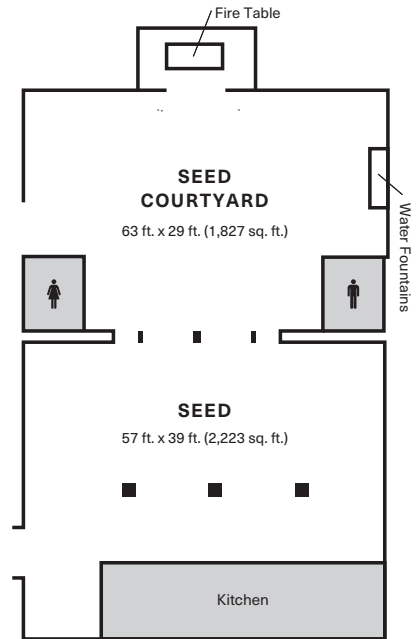 Fire Table
SEED
COURTYARD
63 ft. x 29 ft. (1,827 sq. ft.)
Water Fountains
SEED
57 ft. x 39 ft. (2,223 sq. ft.)
Kitchen